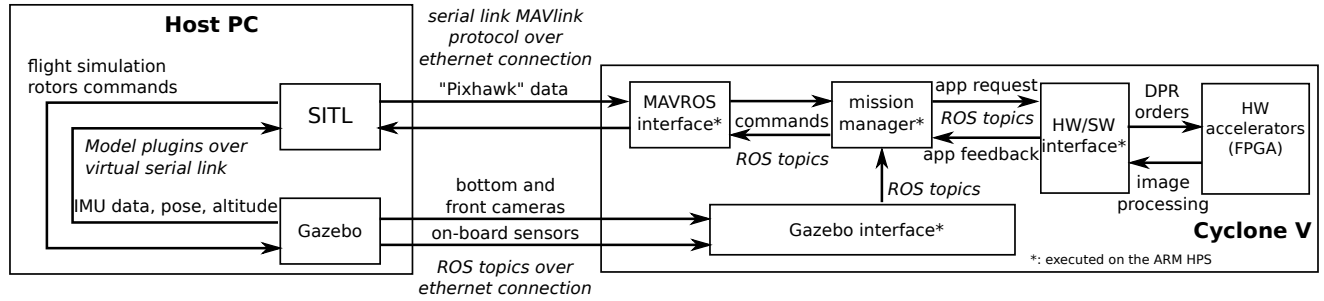 Host PC
flight simulation
rotors commands
SITL
Model plugins over
virtual serial link
IMU data, pose, altitude
Gazebo
serial link MAVlink
protocol over
ethernet connection
"Pixhawk" data
bottom and
front cameras
on-board sensors
ROS topics over
ethernet connection
MAVROS
interface*
commands
ROS topics
mission
manager*
app request
ROS topics
app feedback
HW/SW
interface*
DPR
orders
image
processing
HW
accelerators
(FPGA)
ROS topics
Gazebo interface*
Cyclone V
*: executed on the ARM HPS